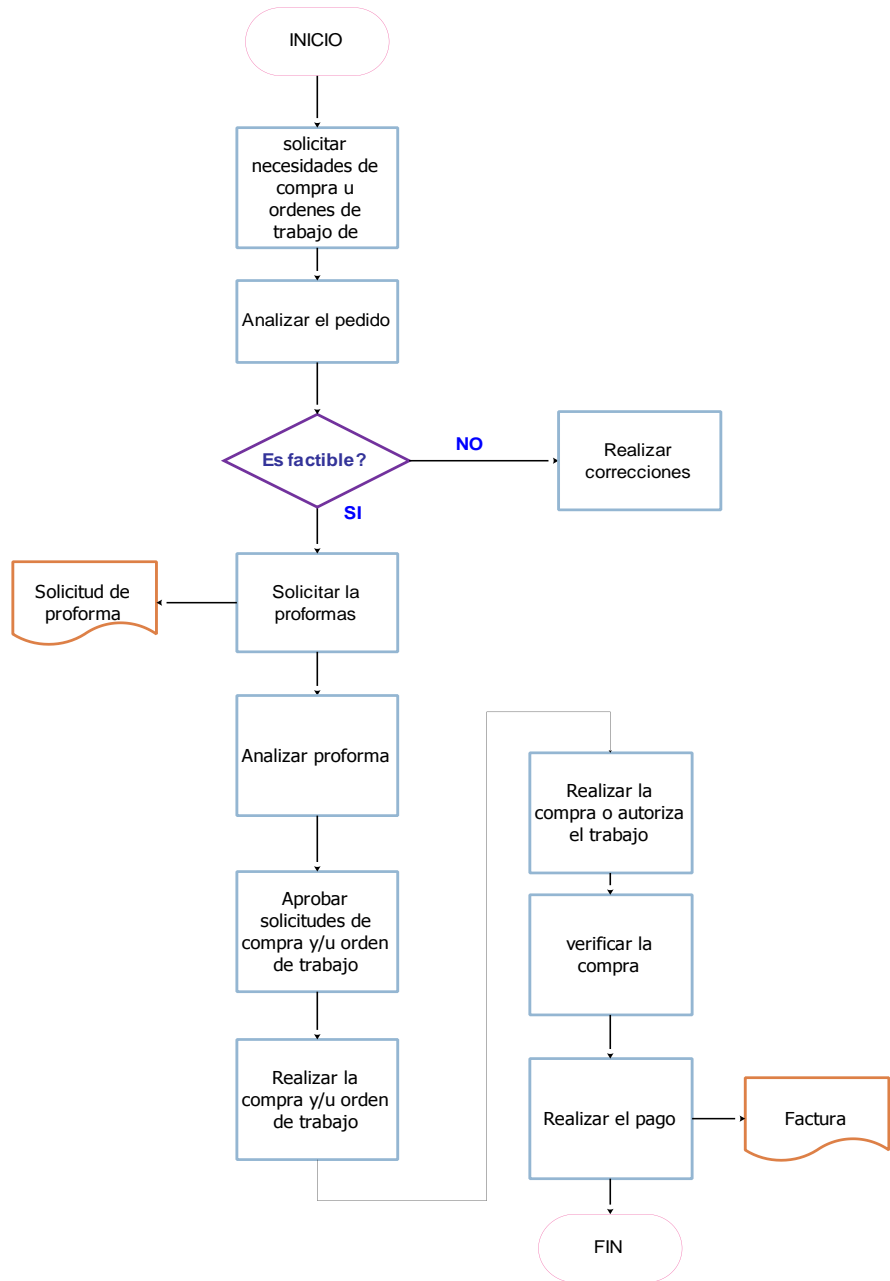 INICIO
solicitar
necesidades de
compra u
ordenes de
trabajo de
Analizar el pedido
Es factible?
NO
Realizar
correcciones
SI
Solicitud de
proforma
Solicitar la
proformas
Analizar proforma
Aprobar
solicitudes de
compra y/u orden
de trabajo
Realizar la
compra y/u orden
de trabajo
Realizar la
compra o autoriza
el trabajo
verificar la
compra
Realizar el pago
Factura
FIN